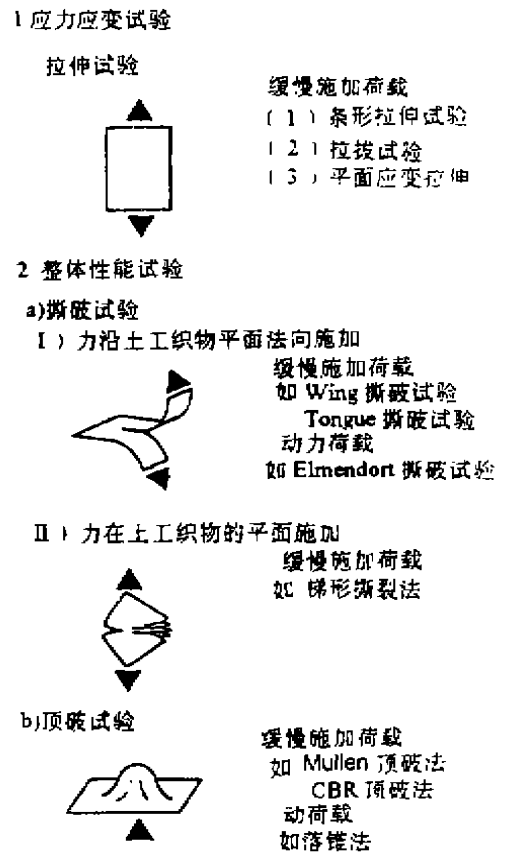 1 应力应变试验
拉伸试验
缓慢施加荷载
(1)条形拉伸试验
(2)拉拔试验
(3)平面应变拉伸
2 整体性能试验
a)撕破试验
I)力沿土工织物平面法向施加
缓慢施加荷载
如 Wing 撕破试验
Tongue 撕破试验
动力荷载
如 Elmendort 撕破试验
II)力在土工织物的平面施加
缓慢施加荷载
如 梯形撕裂法
b)顶破试验
缓慢施加荷载
如 Mullen 顶破法
CBR 顶破法
动荷载
如落锥法